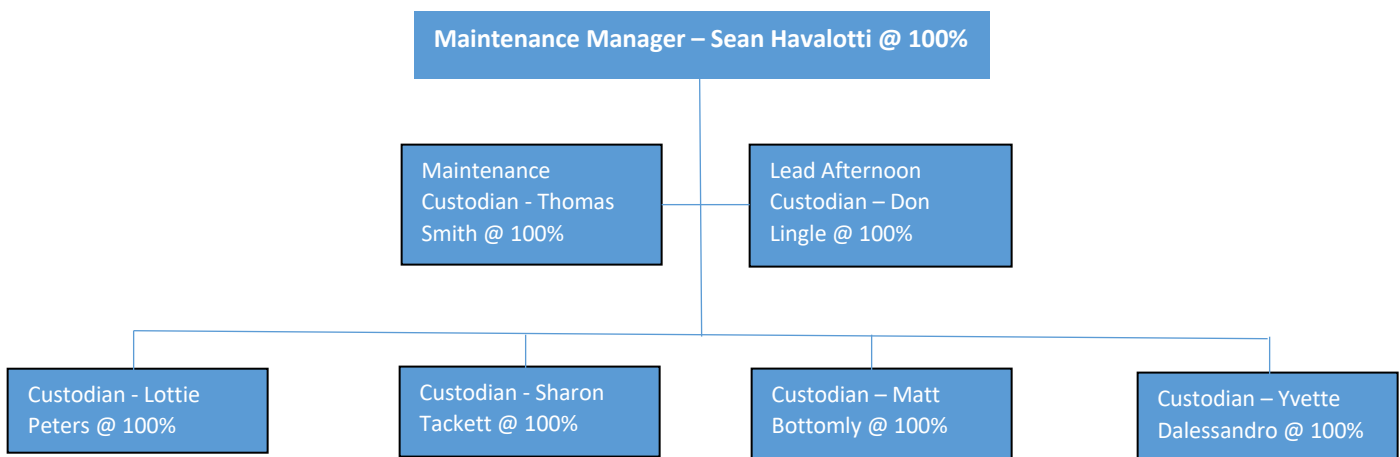 Maintenance Manager – Sean Havalotti @ 100%
Maintenance
Custodian - Thomas
Smith @ 100%
Lead Afternoon
Custodian – Don
Lingle @ 100%
Custodian - Lottie
Peters @ 100%
Custodian - Sharon
Tackett @ 100%
Custodian – Matt
Bottomly @ 100%
Custodian – Yvette
Dalessandro @ 100%